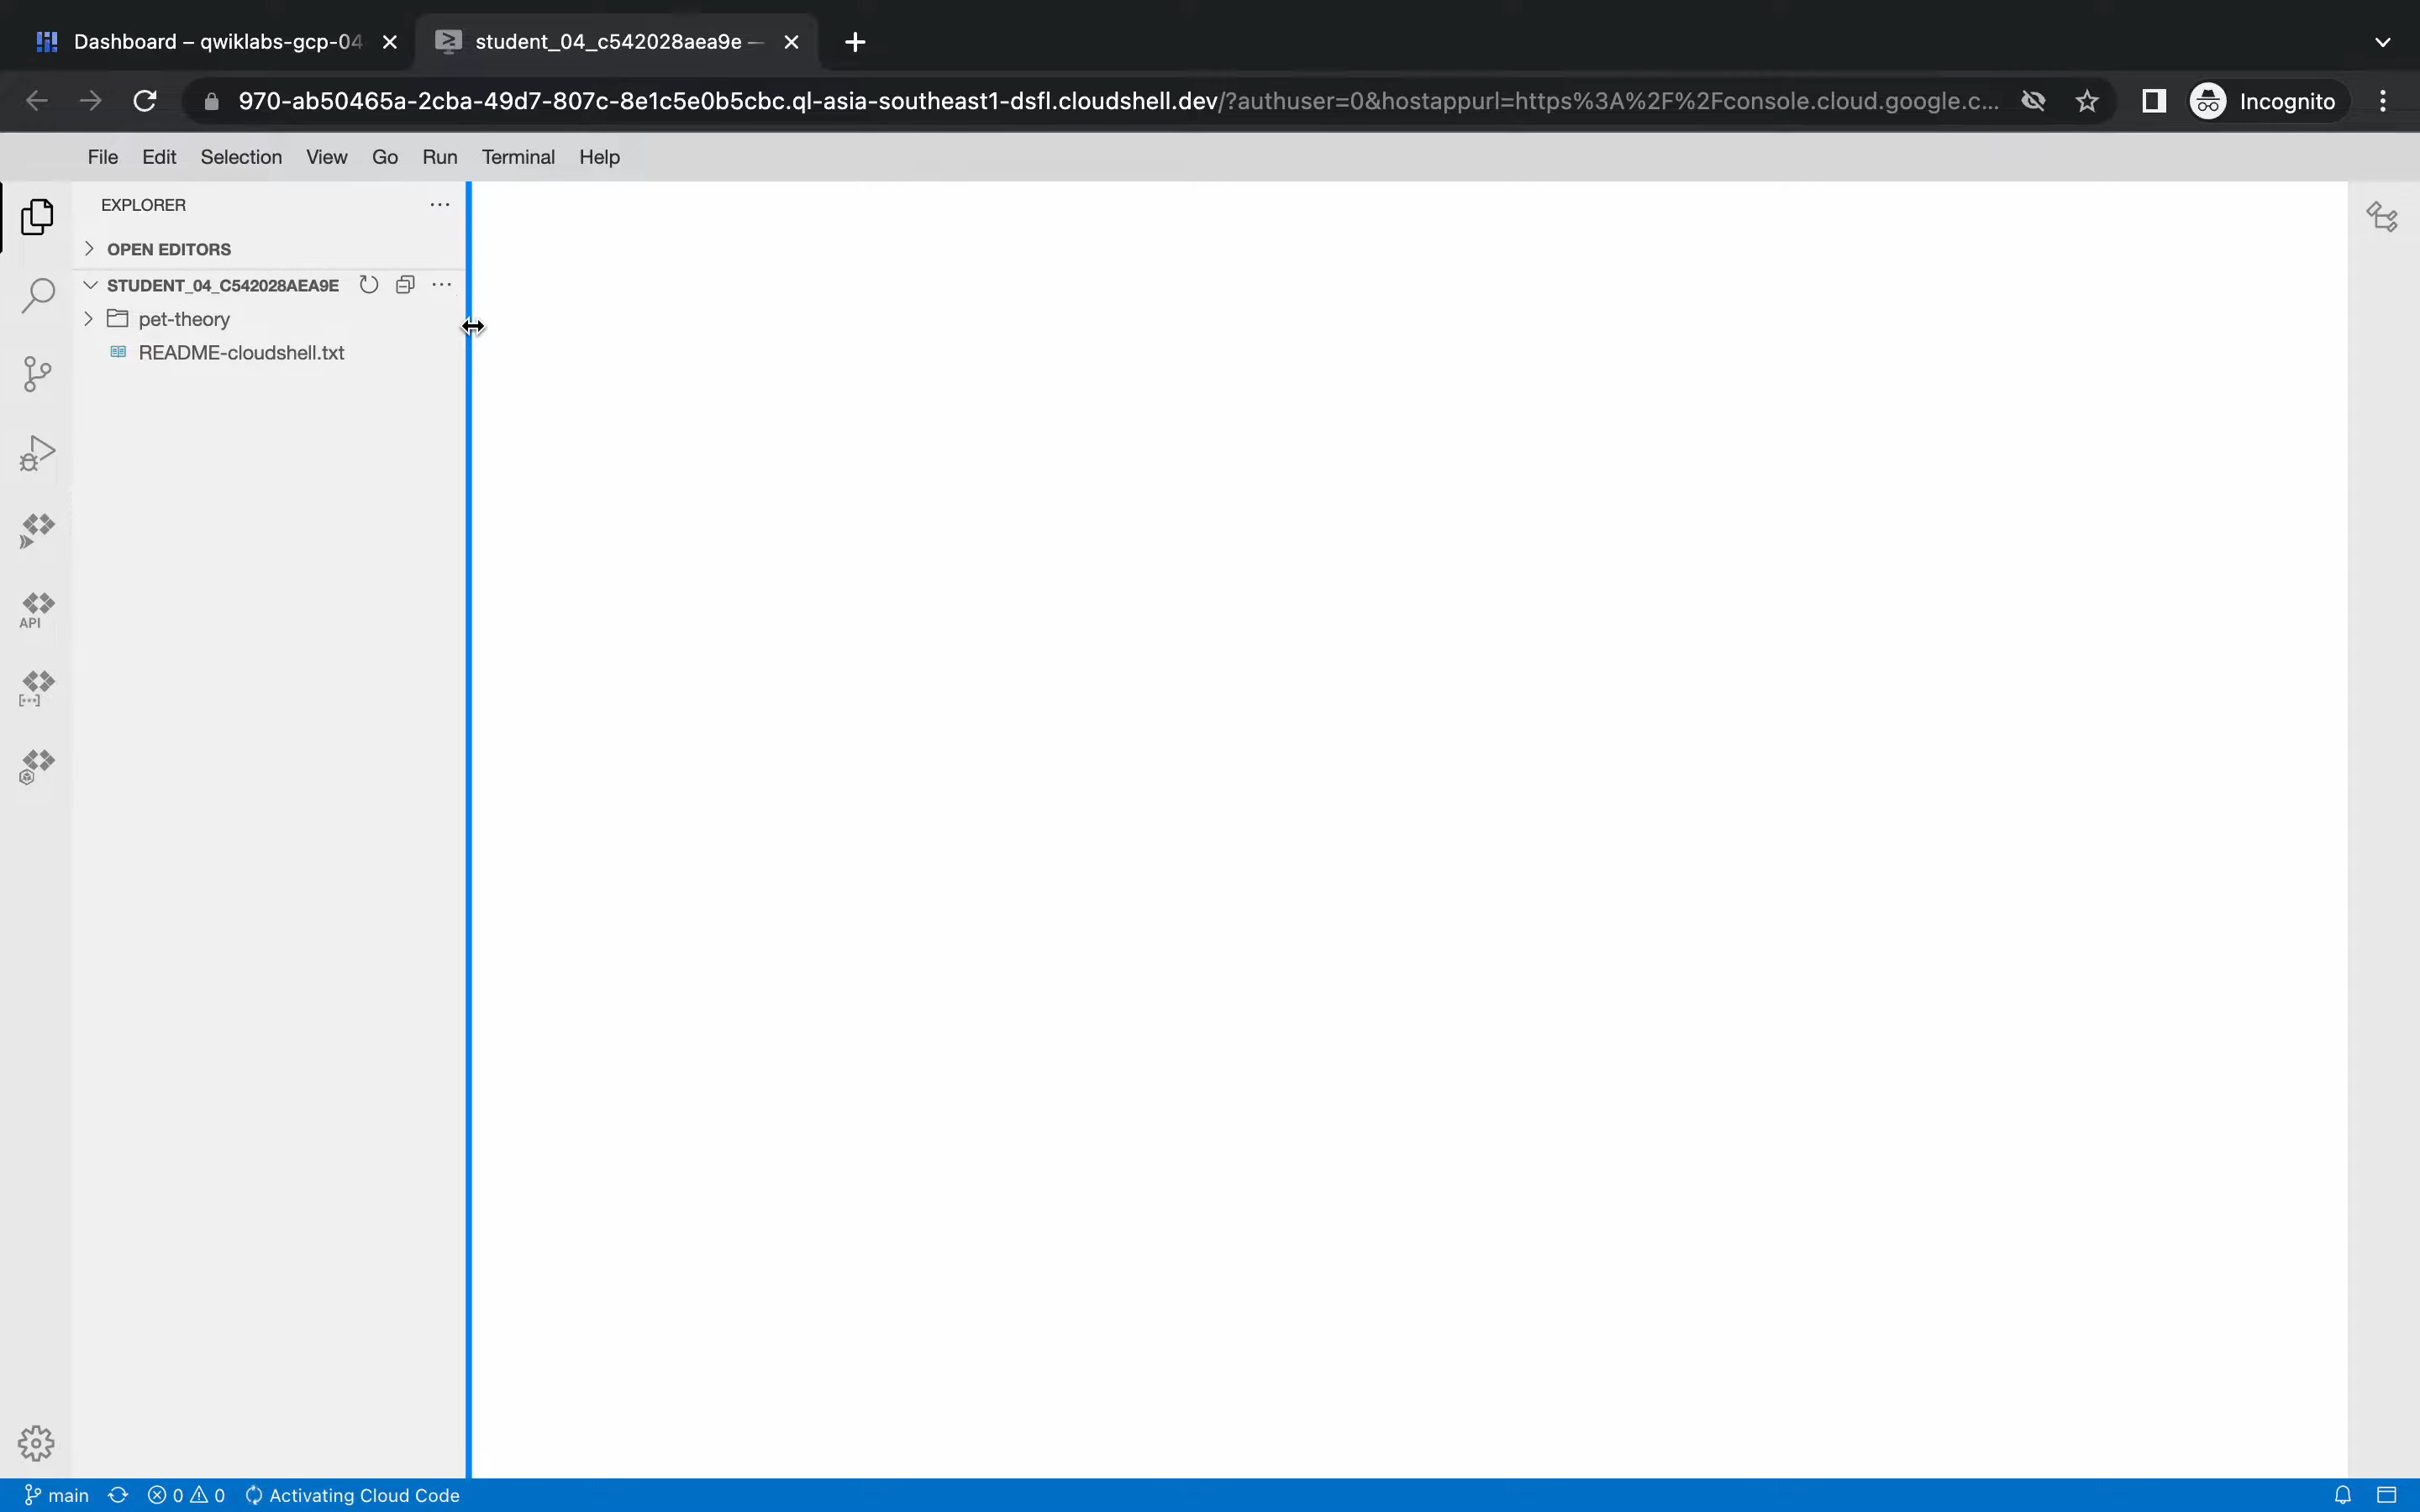 Dashboard – qwiklabs-gcp-04
student_04_c542028aea9e –
970-ab50465a-2cba-49d7-807c-8e1c5e0b5cbc.ql-asia-southeast1-dsfl.cloudshell.dev/?authuser=0&hostappurl=https%3A%2F%2Fconsole.cloud.google.c...
Incognito
File Edit Selection View Go Run Terminal Help
EXPLORER
OPEN EDITORS
STUDENT_04_C542028AEA9E
pet-theory
README-cloudshell.txt
API
main 0 0 Activating Cloud Code